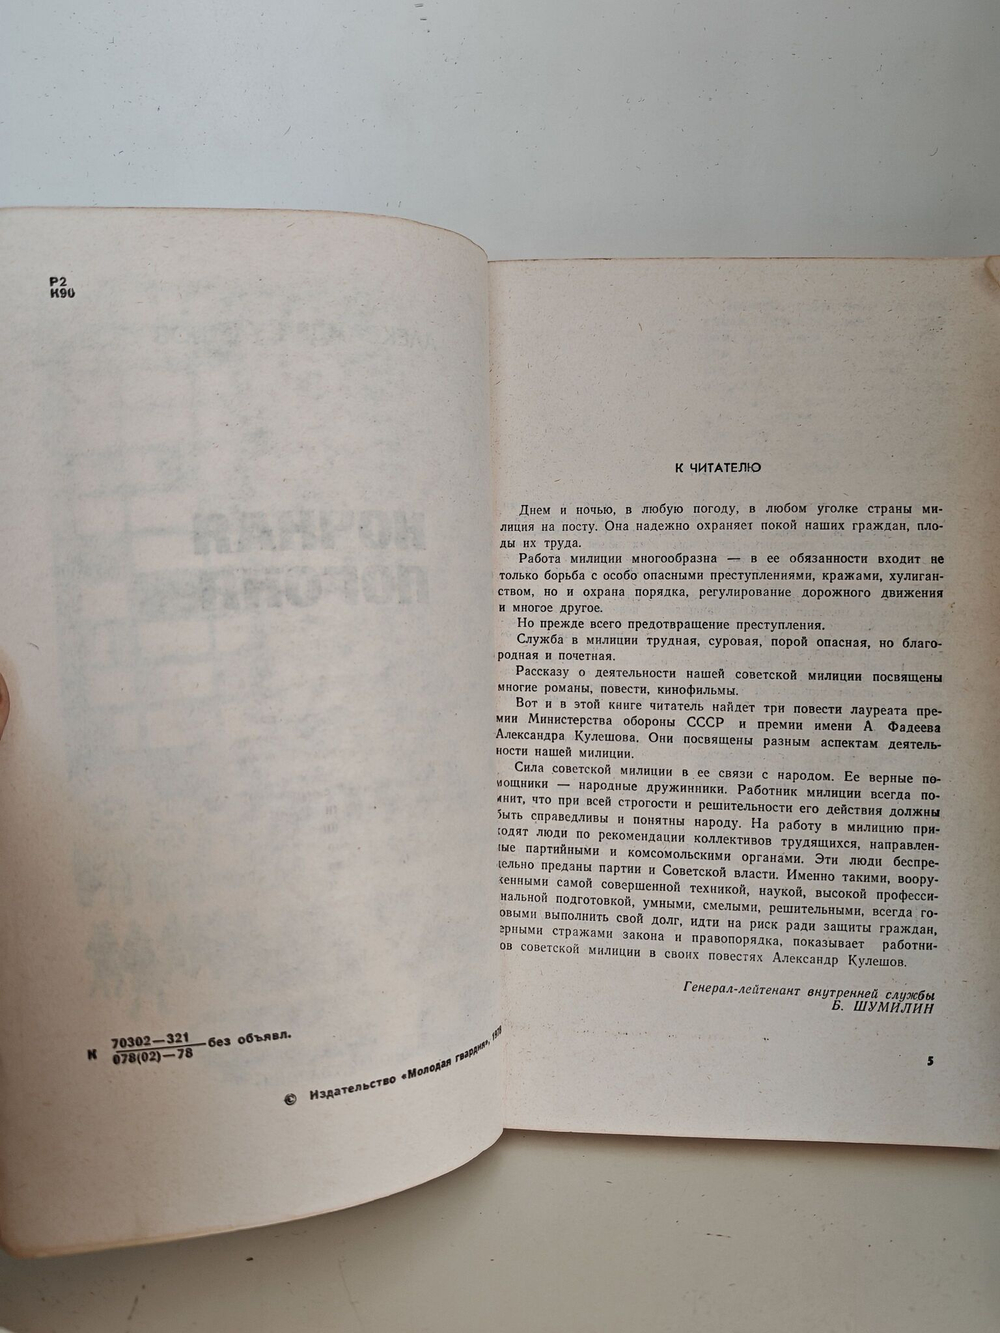 Р2
К90
К 70302—321 без объявл.
078(02)—78
© Издательство «Молодая гвардия», 1978
К ЧИТАТЕЛЮ
Днем и ночью, в любую погоду, в любом уголке страны ми-
лиция на посту. Она надежно охраняет покой наших граждан, пло-
ды их труда.
Работа милиции многообразна — в ее обязанности входит не
только борьба с особо опасными преступлениями, кражами, хулиган-
ством, но и охрана порядка, регулирование дорожного движения
и многое другое.
Но прежде всего предотвращение преступления.
Служба в милиции трудная, суровая, порой опасная, но благо-
родная и почетная.
Рассказу о деятельности нашей советской милиции посвящены
многие романы, повести, кинофильмы.
Вот и в этой книге читатель найдет три повести лауреата пре-
мии Министерства обороны СССР и премии имени А Фадеева
Александра Кулешова. Они посвящены разным аспектам деятель-
ности нашей милиции.
Сила советской милиции в ее связи с народом. Ее верные по-
мощники — народные дружинники. Работник милиции всегда по-
мнит, что при всей строгости и решительности его действия должны
быть справедливы и понятны народу. На работу в милицию при-
ходят люди по рекомендации коллективов трудящихся, направлен-
ные партийными и комсомольскими органами. Эти люди беспре-
дельно преданы партии и Советской власти. Именно такими, воору-
женными самой совершенной техникой, наукой, высокой професси-
нальной подготовкой, умными, смелыми, решительными, всегда го-
овыми выполнить свой долг, идти на риск ради защиты граждан,
ерными стражами закона и правопорядка, показывает работни-
ов советской милиции в своих повестях Александр Кулешов.
Генерал-лейтенант внутренней службы
Б. ШУМИЛИН
5